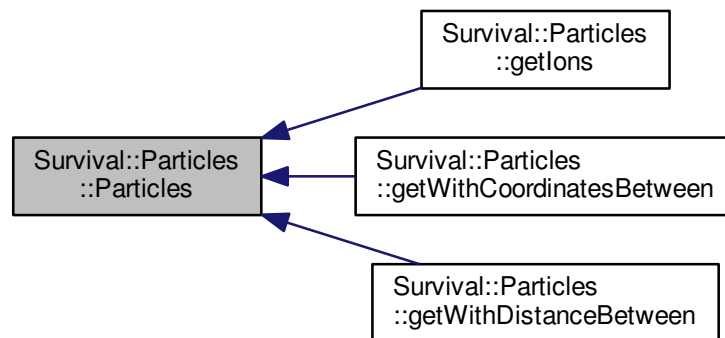 Survival::Particles
::getIons
Survival::Particles
::Particles
Survival::Particles
::getWithCoordinatesBetween
Survival::Particles
::getWithDistanceBetween